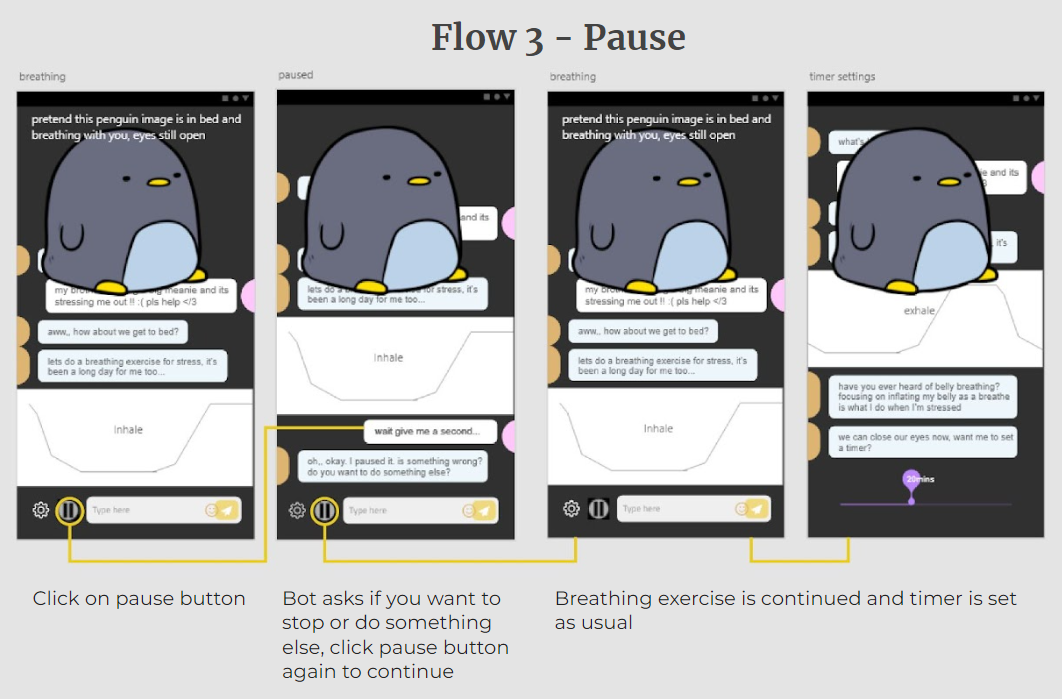 Flow 3 - Pause
breathing
pretend this penguin image is in bed and
breathing with you, eyes still open
my
meanie and its
stressing me out !! :( pls help </3
aww,, how about we get to bed?
lets do a breathing exercise for stress, it's
been a long day for me too...
Inhale
Type here
paused
and its
lets do a breathing exercise for stress, it's
been a long day for me too...
Inhale
wait give me a second...
oh,, okay. I paused it. is something wrong?
do you want to do something else?
Type here
breathing
pretend this penguin image is in bed and
breathing with you, eyes still open
my
meanie and its
stressing me out !! :( pls help </3
aww,, how about we get to bed?
lets do a breathing exercise for stress, it's
been a long day for me too...
Inhale
Type here
timer settings
what's
and its
it's
exhale
have you ever heard of belly breathing?
focusing on inflating my belly as a breathe
is what I do when I'm stressed
we can close our eyes now, want me to set
a timer?
20mins
Click on pause button
Bot asks if you want to
stop or do something
else, click pause button
again to continue
Breathing exercise is continued and timer is set
as usual